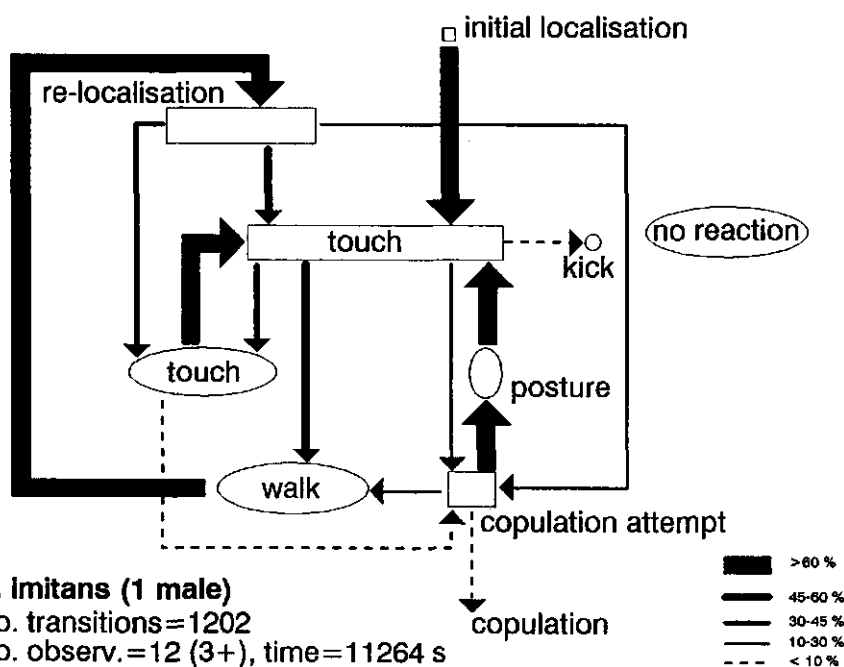 initial localisation
re-localisation
touch
no reaction
kick
touch
posture
walk
copulation attempt
copulation
. imitans (1 male)
o. transitions=1202
o. observ.=12 (3+), time=11264 s
>60 %
45-60 %
30-45 %
10-30 %
< 10 %